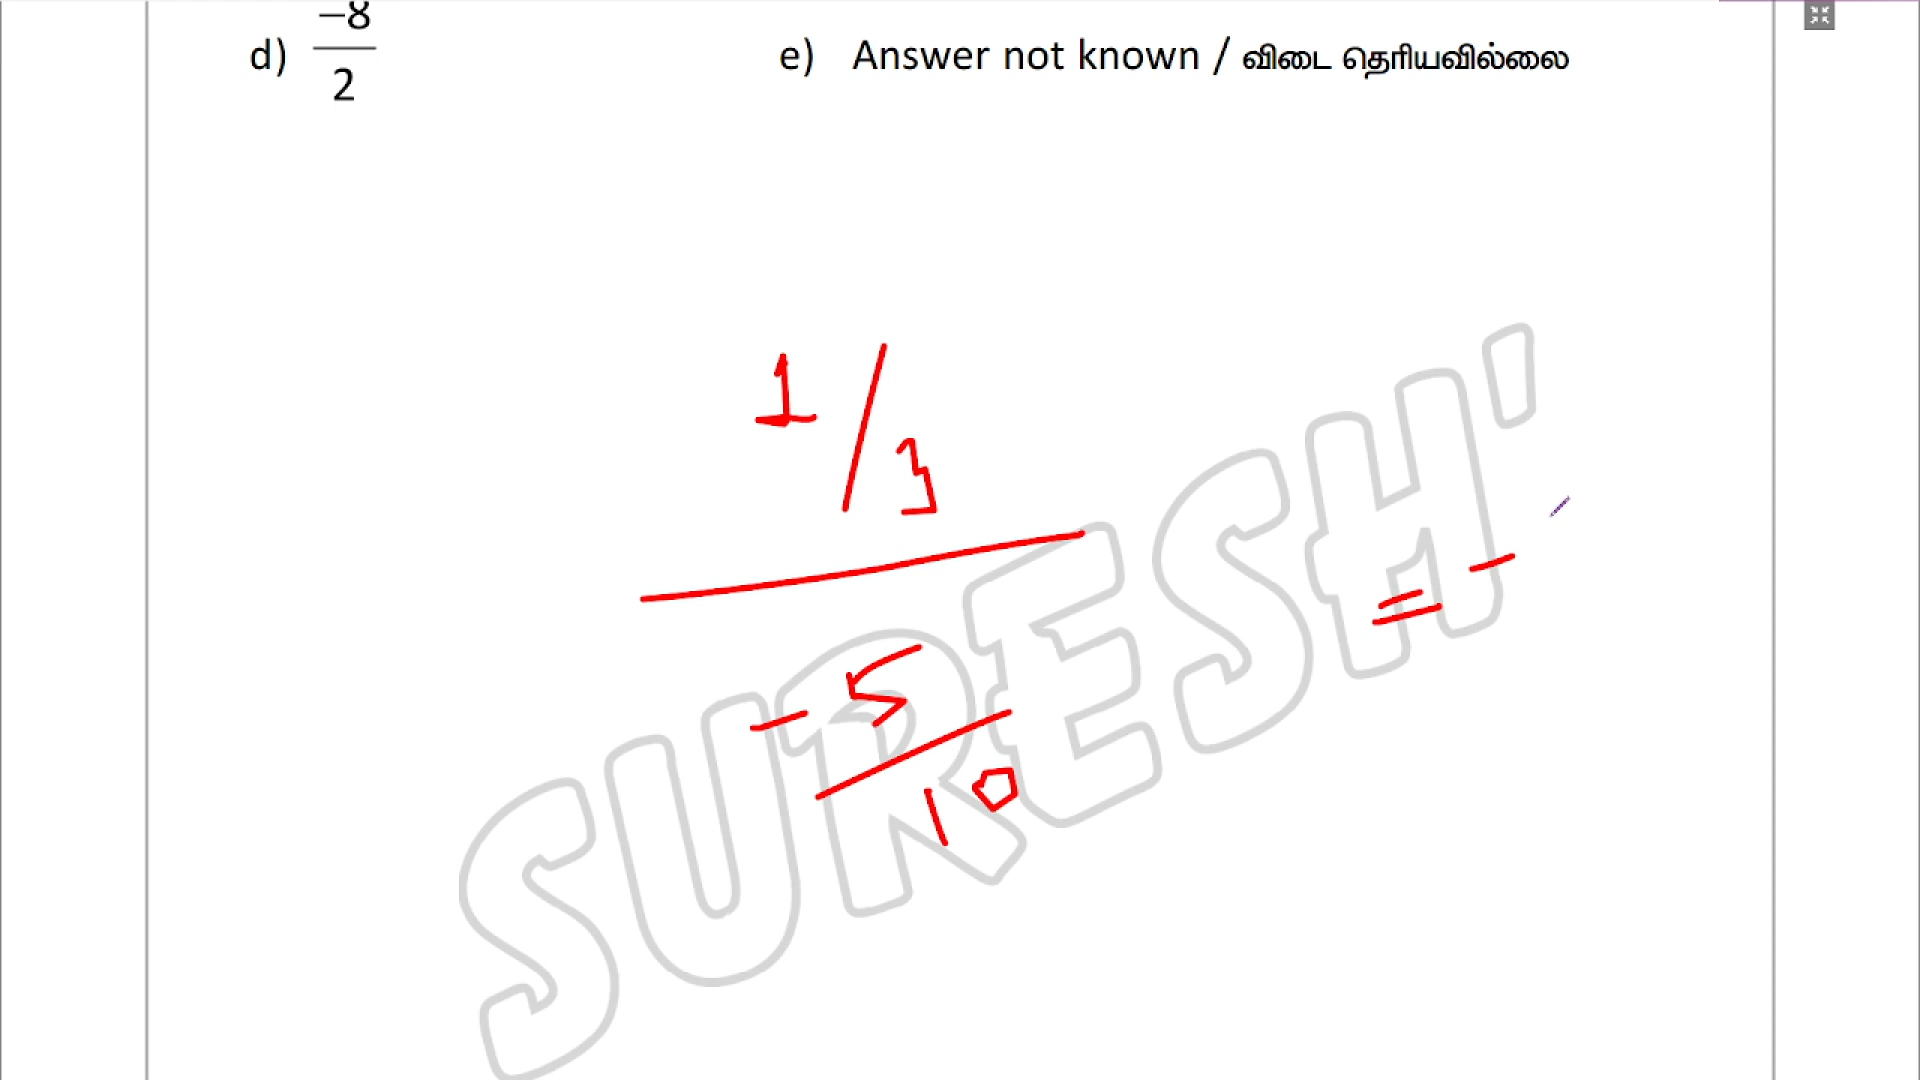 −8
d) 2 e) Answer not known / விடை தெரியவில்லை
1/3
- 5/10
= -
SURESH'